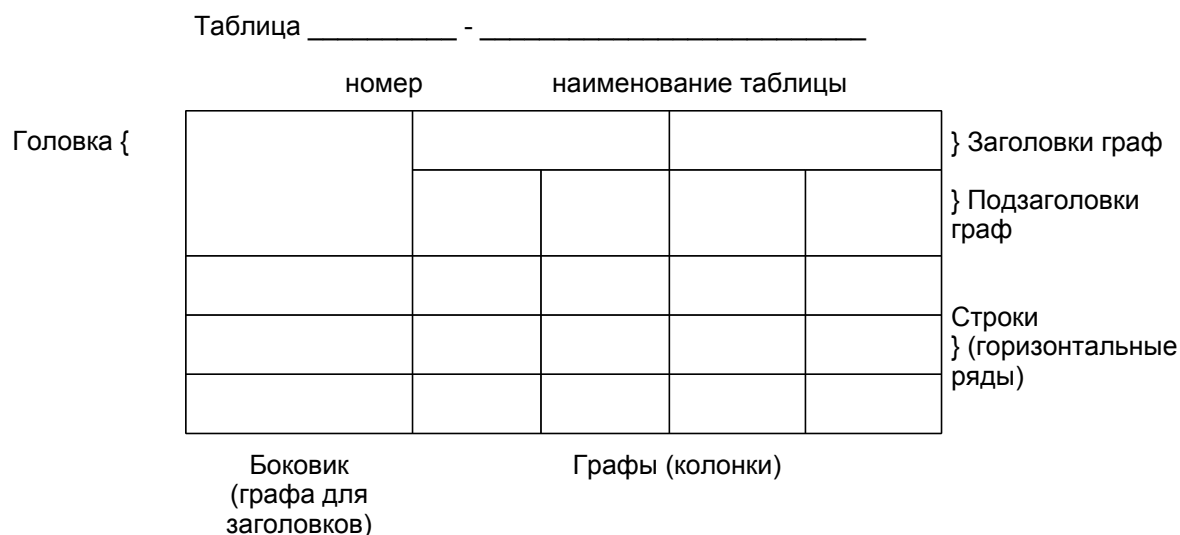 Таблица __________ - __________________________
номер наименование таблицы
Головка {
} Заголовки граф
} Подзаголовки
граф
Строки
} (горизонтальные
ряды)
Боковик
(графа для
заголовков)
Графы (колонки)